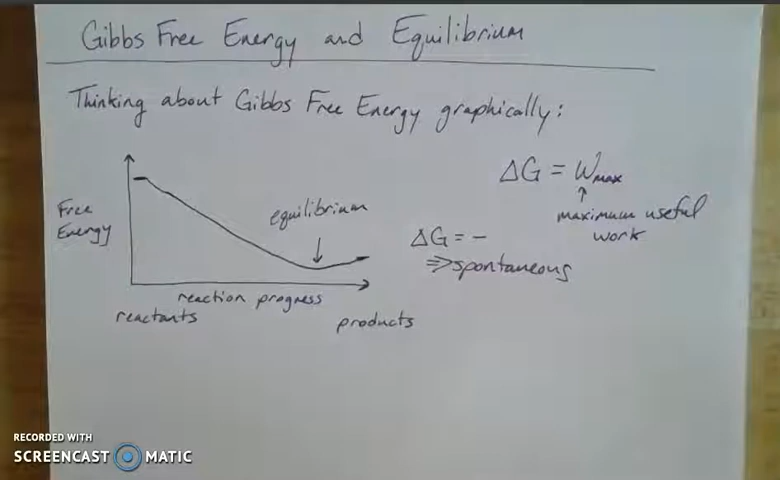 Gibbs Free Energy and Equilibrium
Thinking about Gibbs Free Energy graphically:
ΔG = Wmax
↑
maximum useful
work
Free
Energy
equilibrium
ΔG = -
⇒ spontaneous
reaction progress
reactants
products
RECORDED WITH
SCREENCAST MATIC